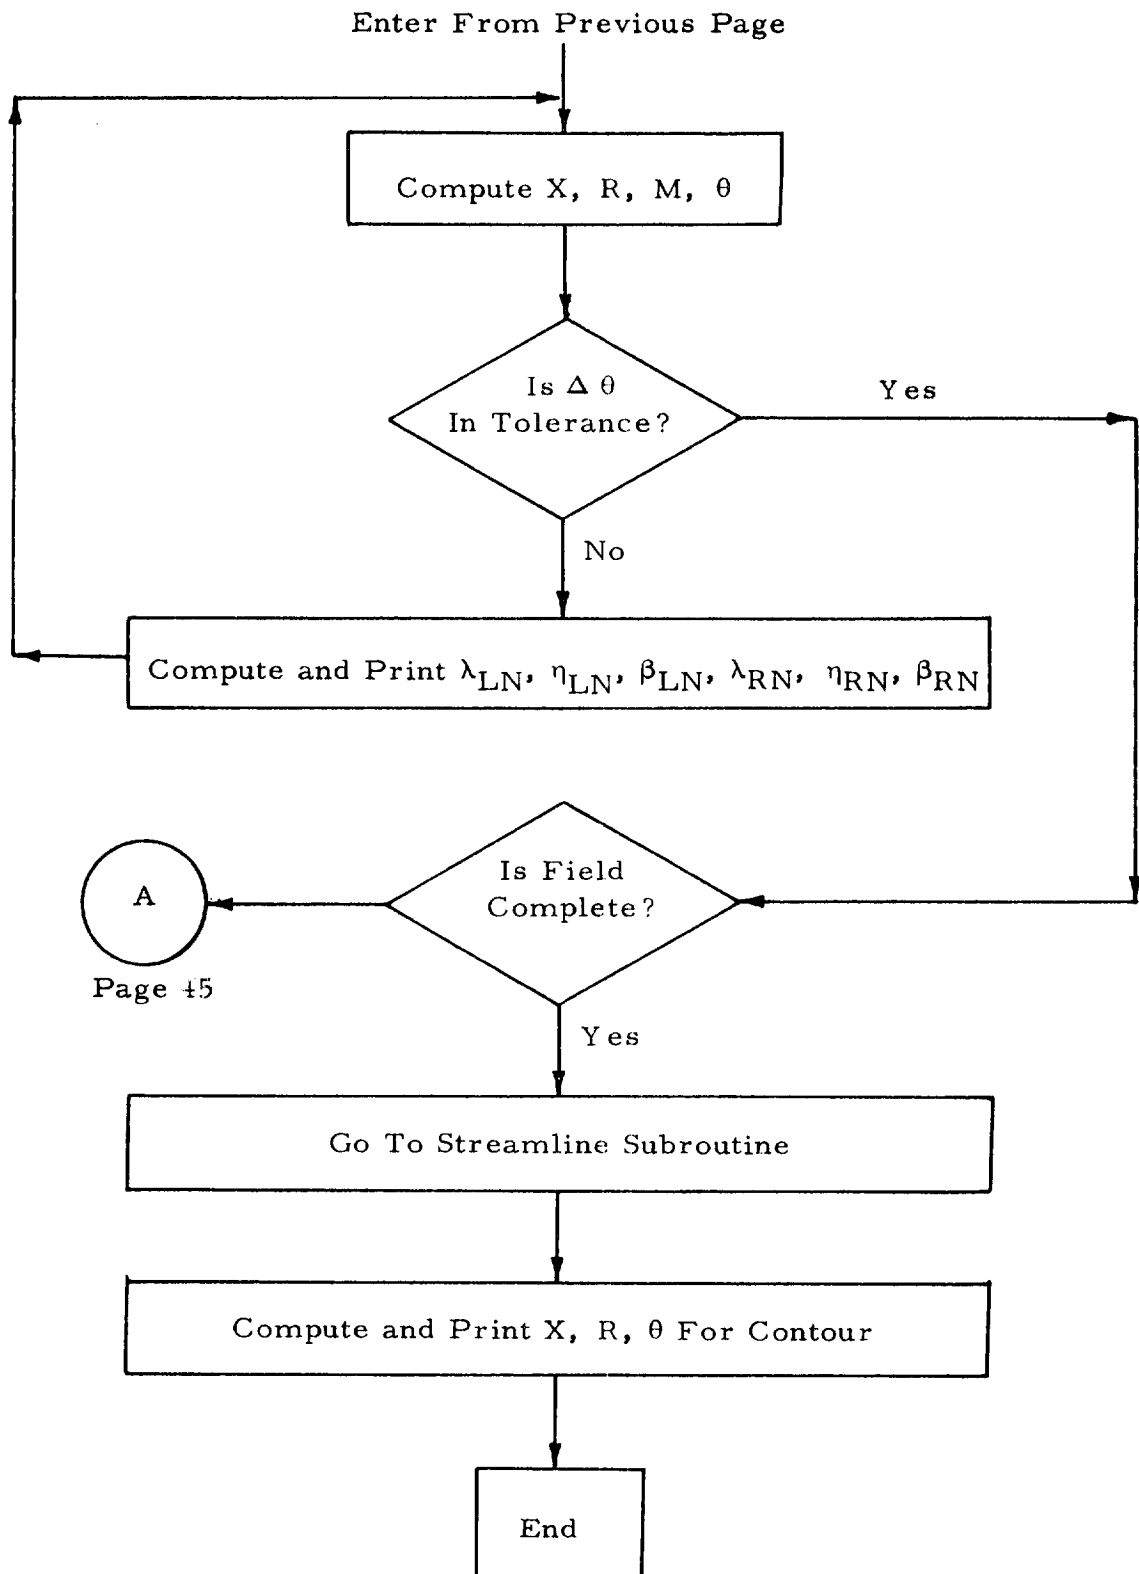 Enter From Previous Page
Compute X, R, M, θ
Is Δ θ
In Tolerance?
Yes
No
Compute and Print λLN, ηLN, βLN, λRN, ηRN, βRN
Is Field
Complete?
A
Page 45
Yes
Go To Streamline Subroutine
Compute and Print X, R, θ For Contour
End